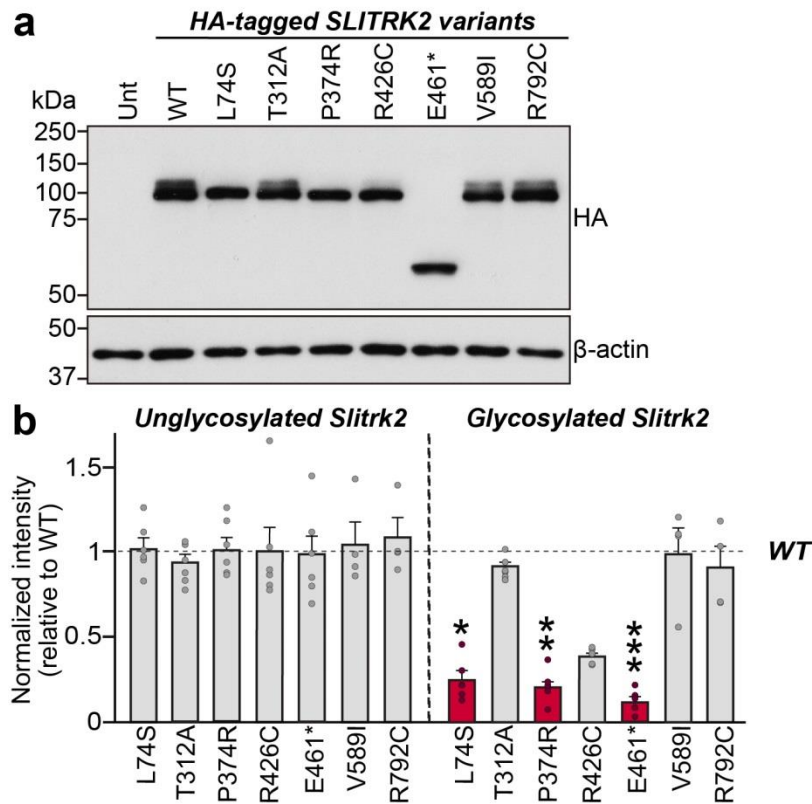 a
HA-tagged SLITRK2 variants
kDa
Unt
WT
L74S
T312A
P374R
R426C
E461*
V589I
R792C
250
150
100
75
50
HA
50
37
β-actin
b
Unglycosylated Slitrk2
Glycosylated Slitrk2
Normalized intensity
(relative to WT)
1.5
1
0.5
0
WT
*
**
***
L74S
T312A
P374R
R426C
E461*
V589I
R792C
L74S
T312A
P374R
R426C
E461*
V589I
R792C